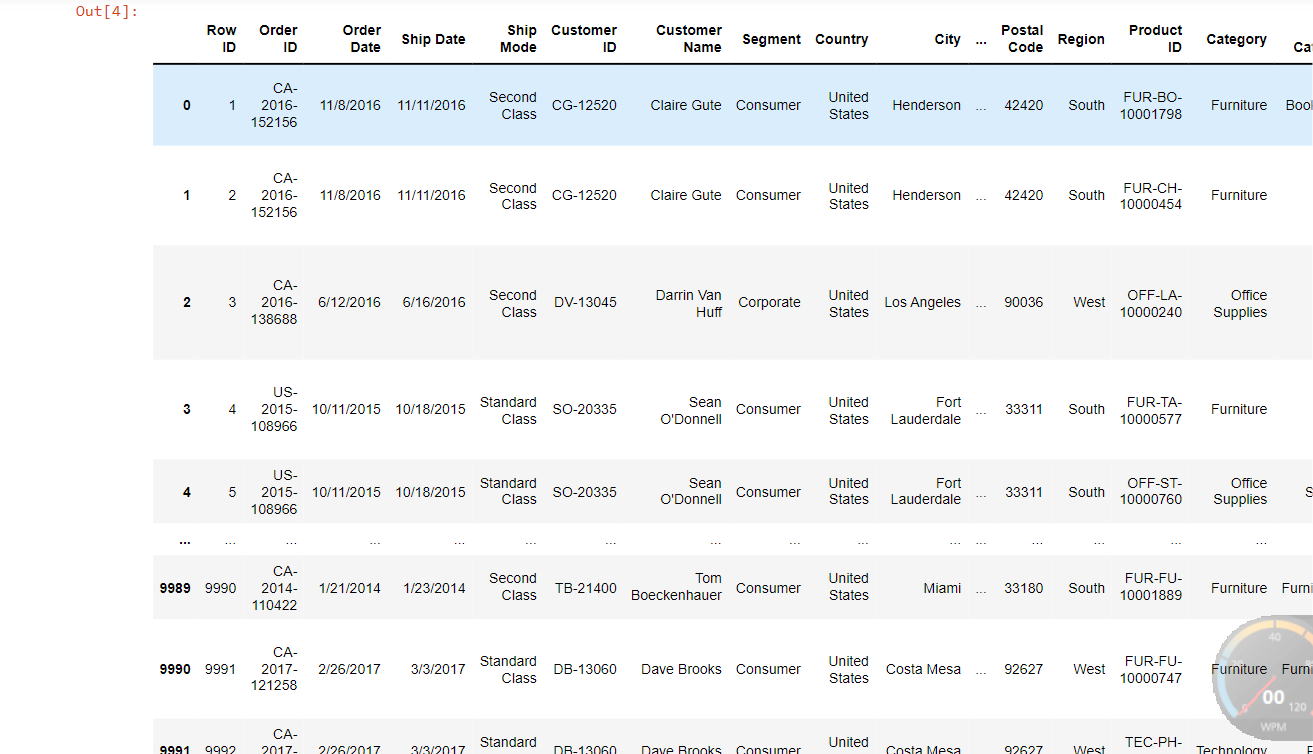 Out[4]:
Row ID Order ID Order Date Ship Date Ship Mode Customer ID Customer Name Segment Country City ... Postal Code Region Product ID Category
0 1 CA-2016-152156 11/8/2016 11/11/2016 Second Class CG-12520 Claire Gute Consumer United States Henderson ... 42420 South FUR-BO-10001798 Furniture
1 2 CA-2016-152156 11/8/2016 11/11/2016 Second Class CG-12520 Claire Gute Consumer United States Henderson ... 42420 South FUR-CH-10000454 Furniture
2 3 CA-2016-138688 6/12/2016 6/16/2016 Second Class DV-13045 Darrin Van Huff Corporate United States Los Angeles ... 90036 West OFF-LA-10000240 Office Supplies
3 4 US-2015-108966 10/11/2015 10/18/2015 Standard Class SO-20335 Sean O'Donnell Consumer United States Fort Lauderdale ... 33311 South FUR-TA-10000577 Furniture
4 5 US-2015-108966 10/11/2015 10/18/2015 Standard Class SO-20335 Sean O'Donnell Consumer United States Fort Lauderdale ... 33311 South OFF-ST-10000760 Office Supplies
... ... ... ... ... ... ... ... ... ... ... ... ... ... ... ...
9989 9990 CA-2014-110422 1/21/2014 1/23/2014 Second Class TB-21400 Tom Boeckenhauer Consumer United States Miami ... 33180 South FUR-FU-10001889 Furniture Furni
9990 9991 CA-2017-121258 2/26/2017 3/3/2017 Standard Class DB-13060 Dave Brooks Consumer United States Costa Mesa ... 92627 West FUR-FU-10000747 Furniture Furni
9991 9992 CA-2017- 2/26/2017 3/3/2017 Standard DB-13060 Dave Brooks Consumer United Costa Mesa ... 92627 West TEC-PH- Technology
40
00
0 120
WPM